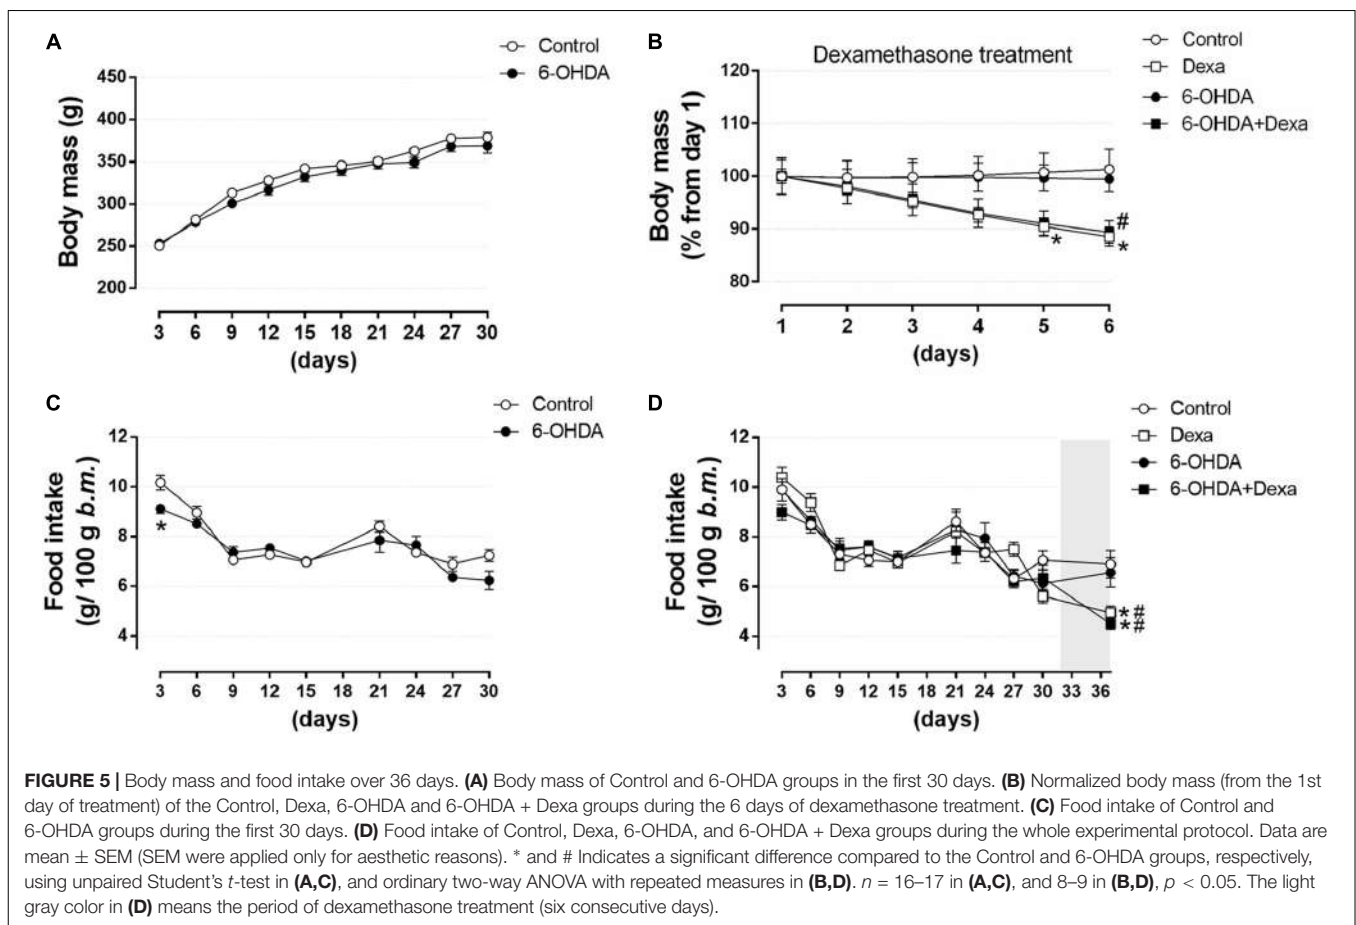 A
Control
6-OHDA
450
400
350
300
250
200
Body mass (g)
3 6 9 12 15 18 21 24 27 30
(days)
B
Dexamethasone treatment
Control
Dexa
6-OHDA
6-OHDA+Dexa
120
110
100
90
80
Body mass
(% from day 1)
#
*
*
1 2 3 4 5 6
(days)
C
Control
6-OHDA
12
10
8
6
4
Food intake
(g/ 100 g b.m.)
*
3 6 9 12 15 18 21 24 27 30
(days)
D
Control
Dexa
6-OHDA
6-OHDA+Dexa
12
10
8
6
4
Food intake
(g/ 100 g b.m.)
*#
*#
3 6 9 12 15 18 21 24 27 30 33 36
(days)
FIGURE 5 | Body mass and food intake over 36 days. (A) Body mass of Control and 6-OHDA groups in the first 30 days. (B) Normalized body mass (from the 1st
day of treatment) of the Control, Dexa, 6-OHDA and 6-OHDA + Dexa groups during the 6 days of dexamethasone treatment. (C) Food intake of Control and
6-OHDA groups during the first 30 days. (D) Food intake of Control, Dexa, 6-OHDA, and 6-OHDA + Dexa groups during the whole experimental protocol. Data are
mean ± SEM (SEM were applied only for aesthetic reasons). * and # Indicates a significant difference compared to the Control and 6-OHDA groups, respectively,
using unpaired Student's t-test in (A,C), and ordinary two-way ANOVA with repeated measures in (B,D). n = 16–17 in (A,C), and 8–9 in (B,D), p < 0.05. The light
gray color in (D) means the period of dexamethasone treatment (six consecutive days).